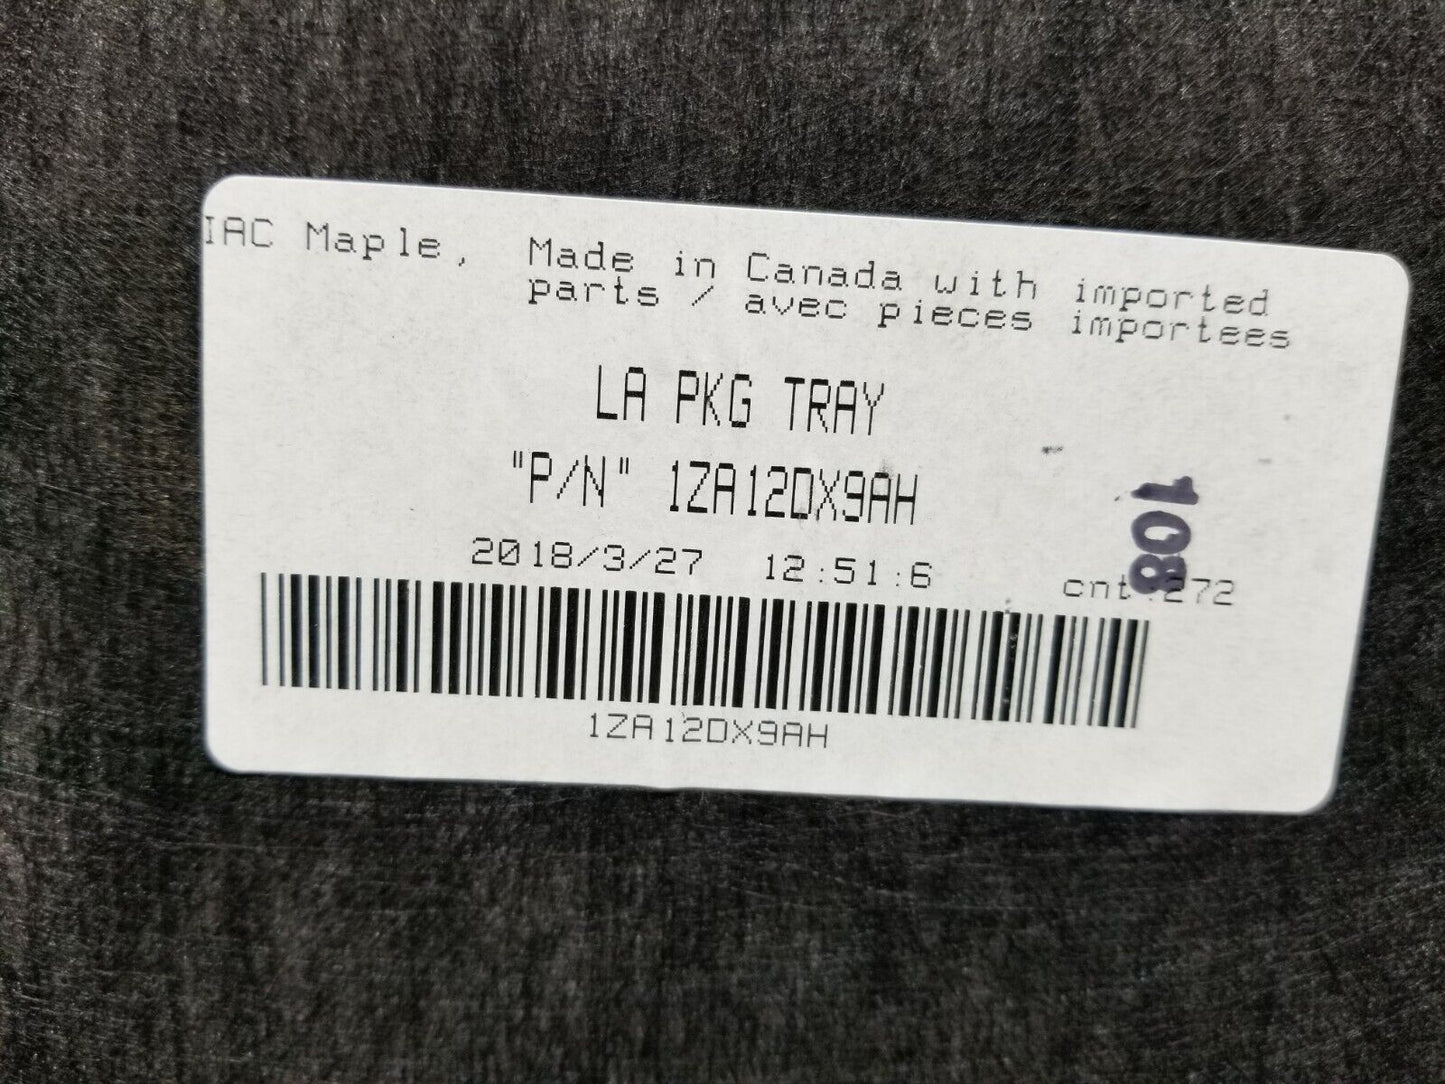 IAC Maple, Made in Canada with imported
parts / avec pieces importees
LA PKG TRAY
"P/N" 1ZA12DX9AH
2018/3/27 12:51:6 cnt:272
108
1ZA12DX9AH